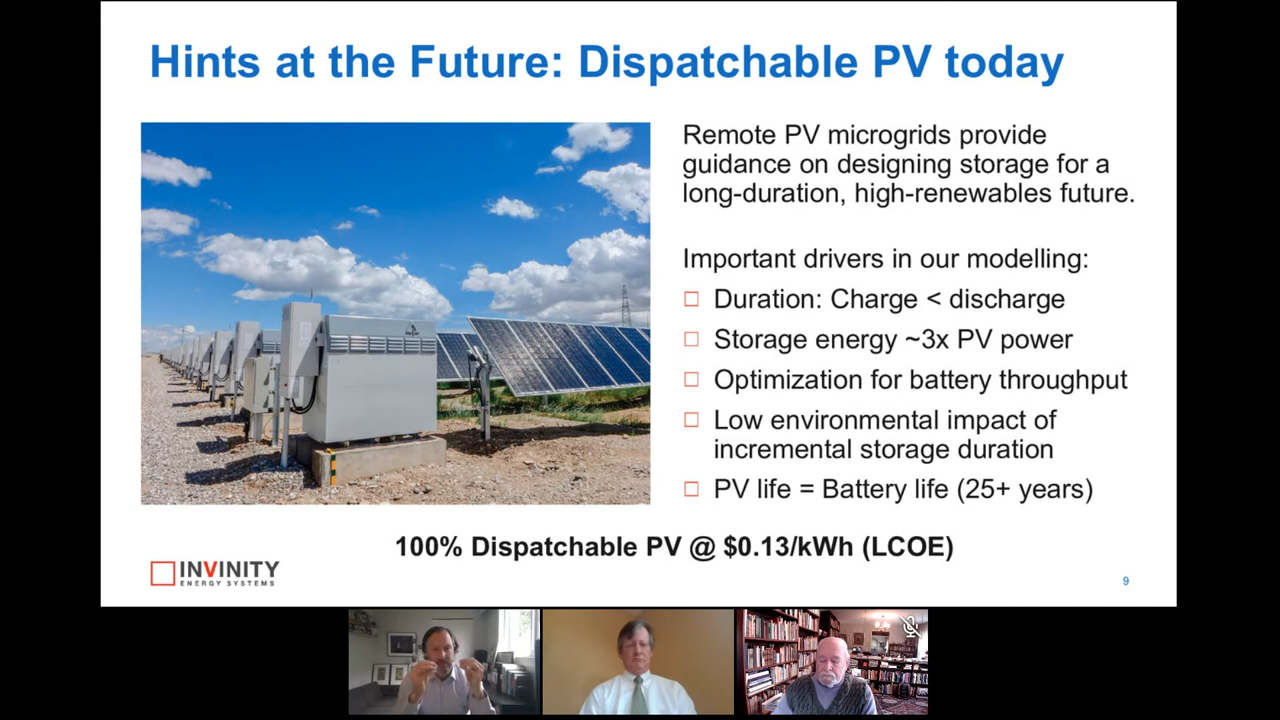 Hints at the Future: Dispatchable PV today
Remote PV microgrids provide
guidance on designing storage for a
long-duration, high-renewables future.
Important drivers in our modelling:
Duration: Charge < discharge
Storage energy ~3x PV power
Optimization for battery throughput
Low environmental impact of
incremental storage duration
PV life = Battery life (25+ years)
100% Dispatchable PV @ $0.13/kWh (LCOE)
INVINITY
ENERGY SYSTEMS
9